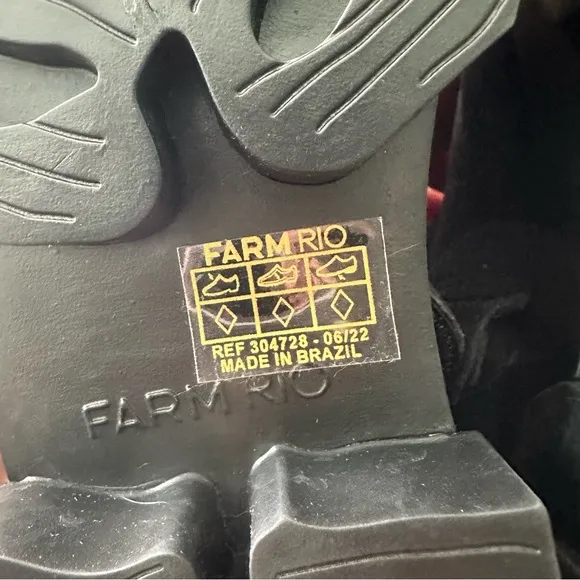 FARM RIO
REF 304728 - 06/22
MADE IN BRAZIL
FARM RIO